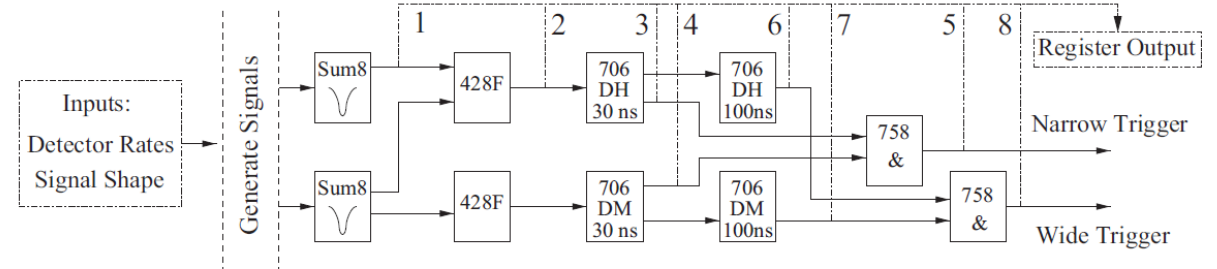 1
2
3
4
6
7
5
8
Register Output
Inputs:
Detector Rates
Signal Shape
Generate Signals
Sum8
428F
706
DH
30 ns
706
DH
100ns
758
&
Narrow Trigger
Sum8
428F
706
DM
30 ns
706
DM
100ns
758
&
Wide Trigger